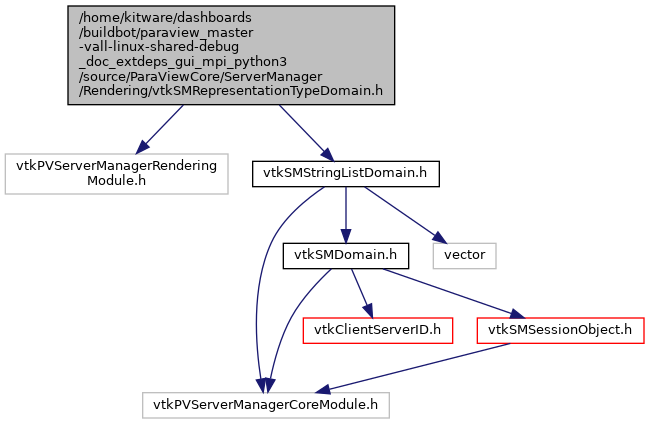 /home/kitware/dashboards
/buildbot/paraview_master
-vall-linux-shared-debug
_doc_extdeps_gui_mpi_python3
/source/ParaViewCore/ServerManager
/Rendering/vtkSMRepresentationTypeDomain.h
vtkPVServerManagerRendering
Module.h
vtkSMStringListDomain.h
vtkSMDomain.h
vector
vtkClientServerID.h
vtkSMSessionObject.h
vtkPVServerManagerCoreModule.h